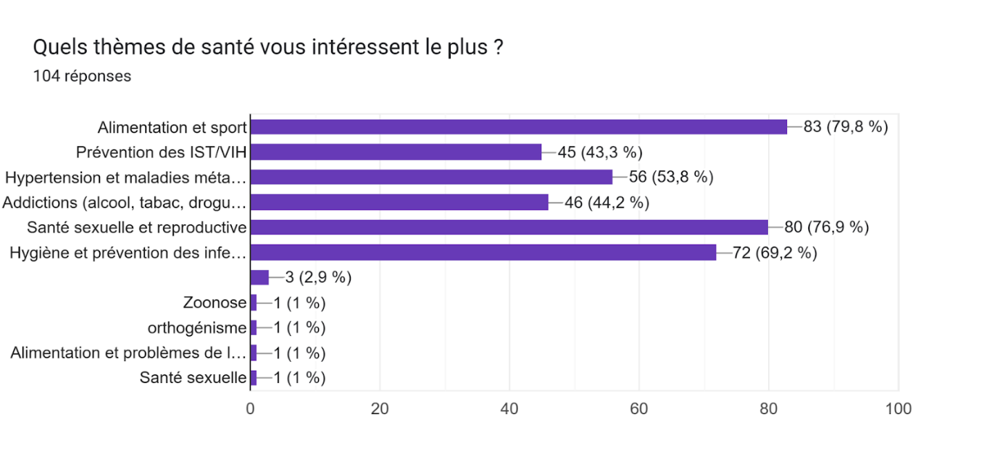 Quels thèmes de santé vous intéressent le plus ?
104 réponses
Alimentation et sport 83 (79,8 %)
Prévention des IST/VIH 45 (43,3 %)
Hypertension et maladies méta… 56 (53,8 %)
Addictions (alcool, tabac, drogu… 46 (44,2 %)
Santé sexuelle et reproductive 80 (76,9 %)
Hygiène et prévention des infe… 72 (69,2 %)
3 (2,9 %)
Zoonose 1 (1 %)
orthogénisme 1 (1 %)
Alimentation et problèmes de l… 1 (1 %)
Santé sexuelle 1 (1 %)
0 20 40 60 80 100